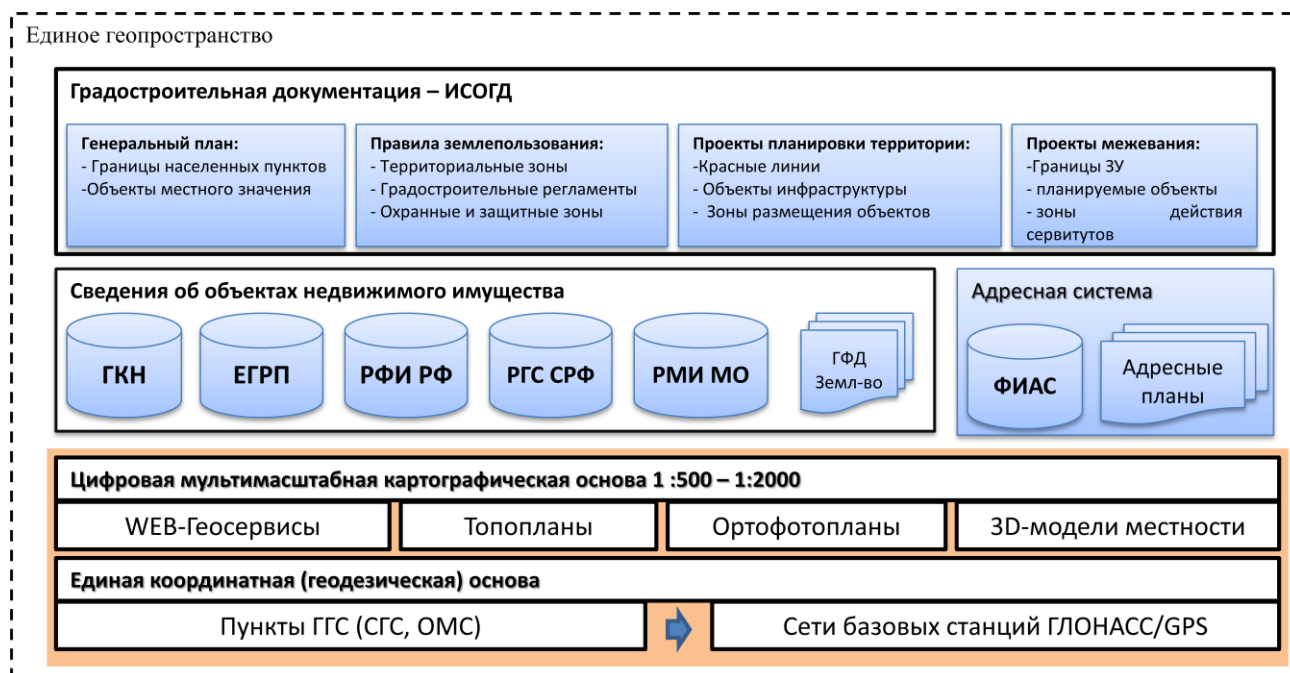 Единое геопространство
Градостроительная документация – ИСОГД
Генеральный план:
- Границы населенных пунктов
-Объекты местного значения
Правила землепользования:
- Территориальные зоны
- Градостроительные регламенты
- Охранные и защитные зоны
Проекты планировки территории:
-Красные линии
- Объекты инфраструктуры
- Зоны размещения объектов
Проекты межевания:
-Границы ЗУ
- планируемые объекты
- зоны действия
сервитутов
Сведения об объектах недвижимого имущества
ГКН
ЕГРП
РФИ РФ
РГС СРФ
РМИ МО
ГФД
Земл-во
Адресная система
ФИАС
Адресные
планы
Цифровая мультимасштабная картографическая основа 1 :500 – 1:2000
WEB-Геосервисы
Топопланы
Ортофотопланы
3D-модели местности
Единая координатная (геодезическая) основа
Пункты ГГС (СГС, ОМС)
Сети базовых станций ГЛОНАСС/GPS